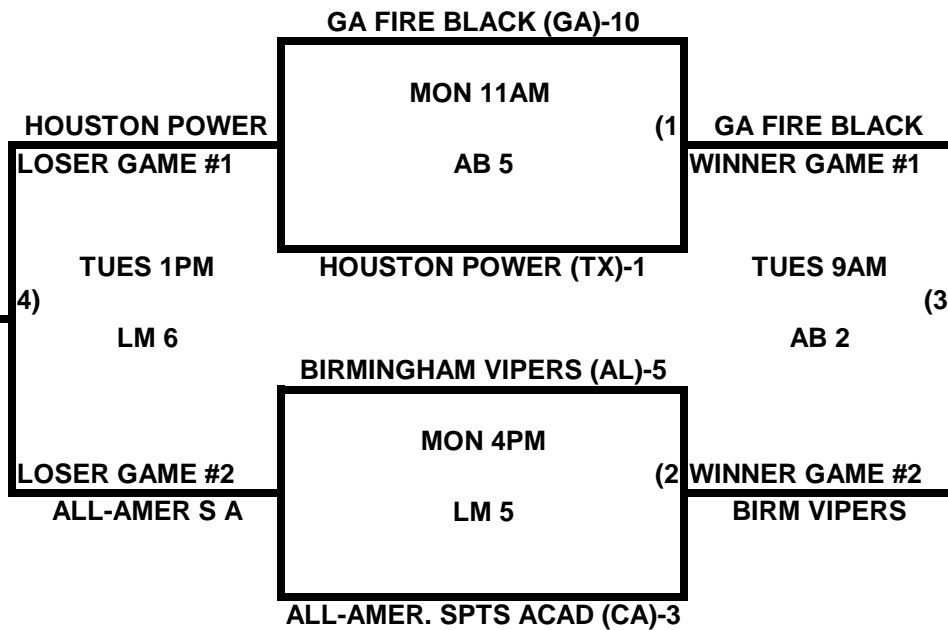 GA FIRE BLACK (GA)-10
MON 11AM
HOUSTON POWER
(1
GA FIRE BLACK
LOSER GAME #1
AB 5
WINNER GAME #1
TUES 1PM
HOUSTON POWER (TX)-1
TUES 9AM
4)
(3
LM 6
AB 2
BIRMINGHAM VIPERS (AL)-5
MON 4PM
LOSER GAME #2
(2
WINNER GAME #2
ALL-AMER S A
LM 5
BIRM VIPERS
ALL-AMER. SPTS ACAD (CA)-3